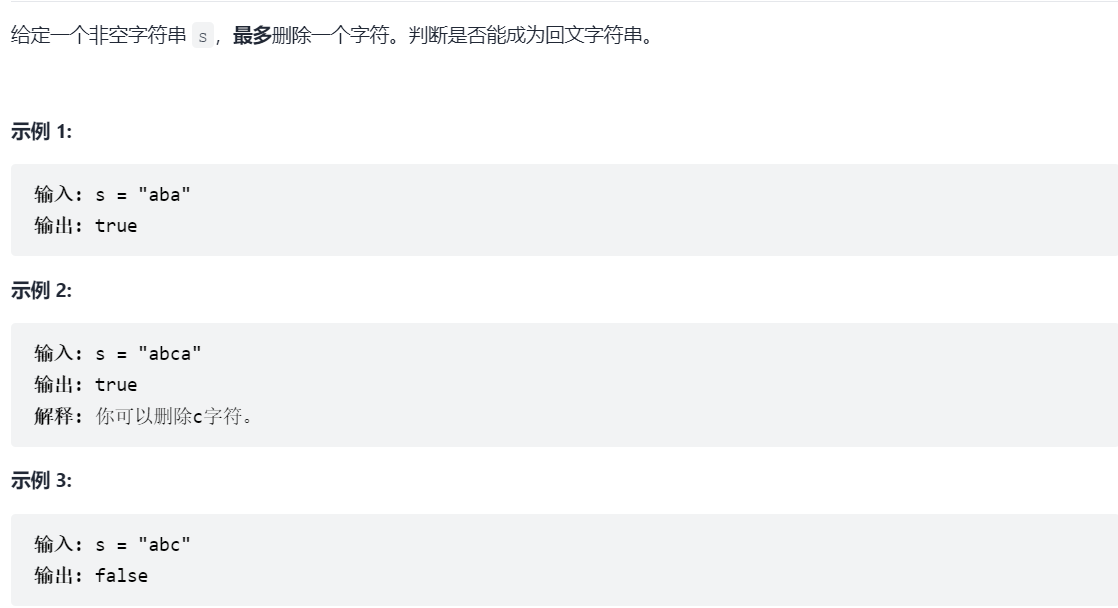 给定一个非空字符串 s，最多删除一个字符。判断是否能成为回文字符串。
示例 1:
输入: s = "aba"
输出: true
示例 2:
输入: s = "abca"
输出: true
解释: 你可以删除c字符。
示例 3:
输入: s = "abc"
输出: false